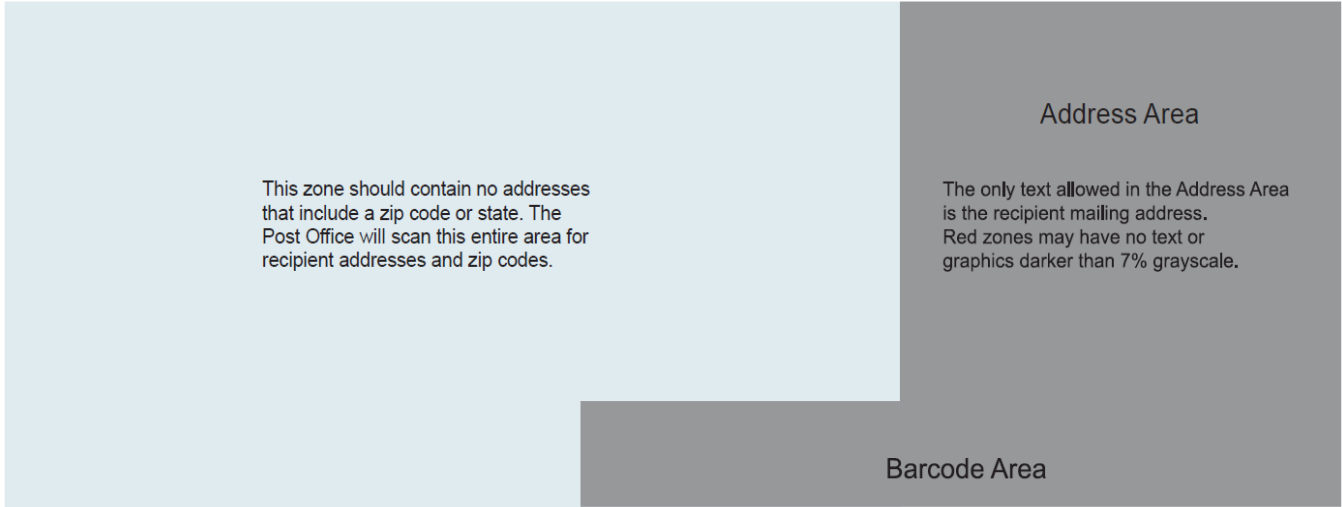 Address Area
This zone should contain no addresses
that include a zip code or state. The
Post Office will scan this entire area for
recipient addresses and zip codes.
The only text allowed in the Address Area
is the recipient mailing address.
Red zones may have no text or
graphics darker than 7% grayscale.
Barcode Area